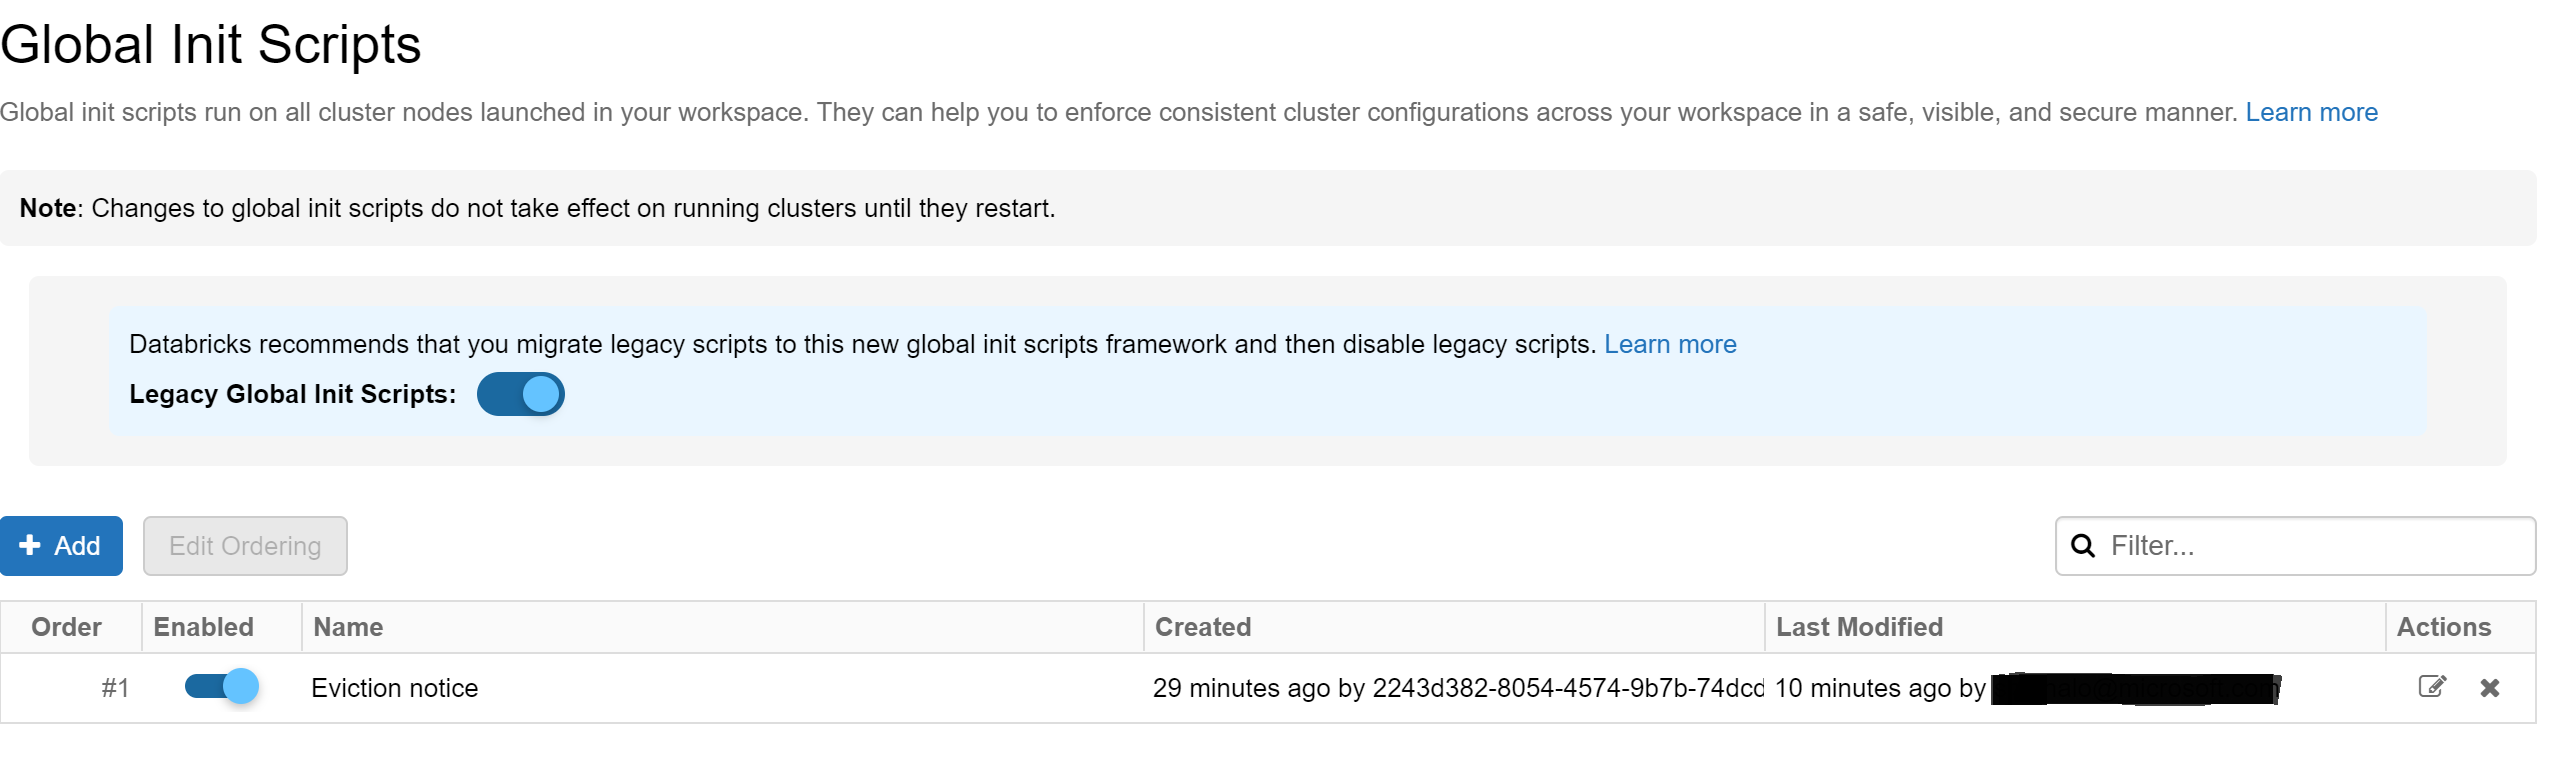 Global Init Scripts
Global init scripts run on all cluster nodes launched in your workspace. They can help you to enforce consistent cluster configurations across your workspace in a safe, visible, and secure manner. Learn more
Note: Changes to global init scripts do not take effect on running clusters until they restart.
Databricks recommends that you migrate legacy scripts to this new global init scripts framework and then disable legacy scripts. Learn more
Legacy Global Init Scripts:
Add Edit Ordering Filter...
Order Enabled Name Created Last Modified Actions
#1 Eviction notice 29 minutes ago by 2243d382-8054-4574-9b7b-74dcd 10 minutes ago by